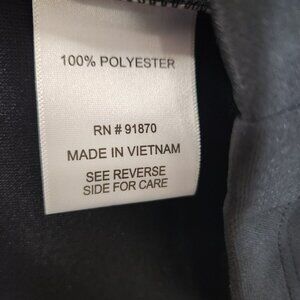 100% POLYESTER
RN # 91870
MADE IN VIETNAM
SEE REVERSE
SIDE FOR CARE